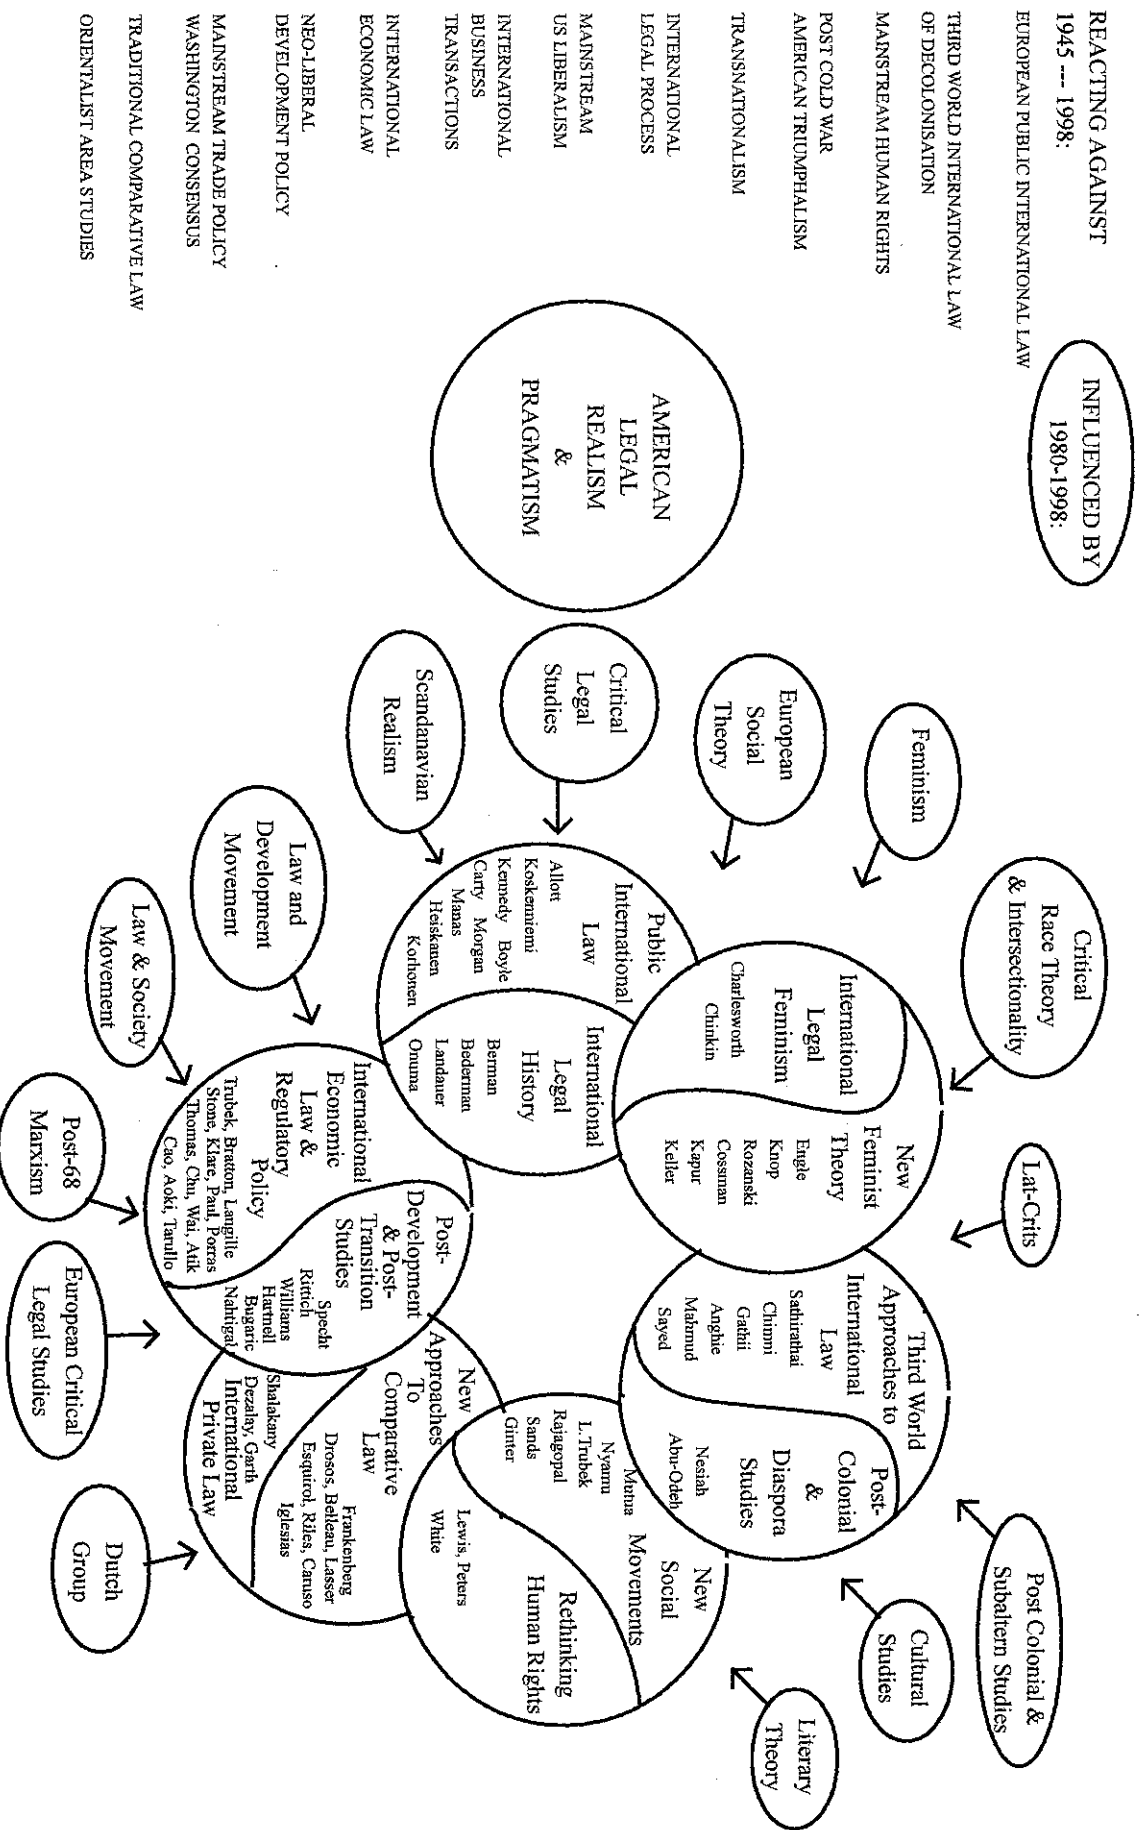 REACTING AGAINST
1945 --- 1998:
EUROPEAN PUBLIC INTERNATIONAL LAW
THIRD WORLD INTERNATIONAL LAW
OF DECOLONISATION
MAINSTREAM HUMAN RIGHTS
POST COLD WAR
AMERICAN TRIUMPHALISM
TRANSNATIONALISM
INTERNATIONAL
LEGAL PROCESS
MAINSTREAM
US LIBERALISM
INTERNATIONAL
BUSINESS
TRANSACTIONS
INTERNATIONAL
ECONOMIC LAW
NEO-LIBERAL
DEVELOPMENT POLICY
MAINSTREAM TRADE POLICY
WASHINGTON CONSENSUS
TRADITIONAL COMPARATIVE LAW
ORIENTALIST AREA STUDIES
INFLUENCED BY
1980-1998:
AMERICAN
LEGAL
REALISM
&
PRAGMATISM
Feminism
European
Social
Theory
Critical
Legal
Studies
Scandanavian
Realism
Law and
Development
Movement
Law & Society
Movement
Post-68
Marxism
European Critical
Legal Studies
Dutch
Group
Critical
Race Theory
& Intersectionality
Lat-Crits
Post Colonial &
Subaltern Studies
Cultural
Studies
Literary
Theory
Public
International
Law
Allott
Koskenniemi
Kennedy Boyle
Carty Morgan
Manas
Heiskanen
Korhonen
International
Legal
History
Berman
Bederman
Landauer
Onuma
International
Legal
Feminism
Charlesworth
Chinkin
New
Feminist
Theory
Engle
Knop
Rozanski
Cossman
Kapur
Keller
Third World
Approaches to
International
Law
Sathirathai
Chimni
Gathii
Anghie
Mahmud
Sayed
Post-
Colonial
&
Diaspora
Studies
Nesiah
Abu-Odeh
New
Social
Movements
Mutua
Nyamu
L.Trubek
Rajagopal
Sands
Ginter
Rethinking
Human Rights
Lewis, Peters
White
New
Approaches
To
Comparative
Law
Frankenberg
Drosos, Belleau, Lasser
Esquirol, Riles, Caruso
Iglesias
Shalakany
Dezalay, Garth
International
Private Law
Post-
Development
& Post-
Transition
Studies
Specht
Rittich
Williams
Hartnell
Bugaric
Nahtigal
International
Economic
Law &
Regulatory
Policy
Trubek, Bratton, Langille
Stone, Klare, Paul, Porras
Thomas, Chu, Wai, Atik
Cao, Aoki, Tarullo